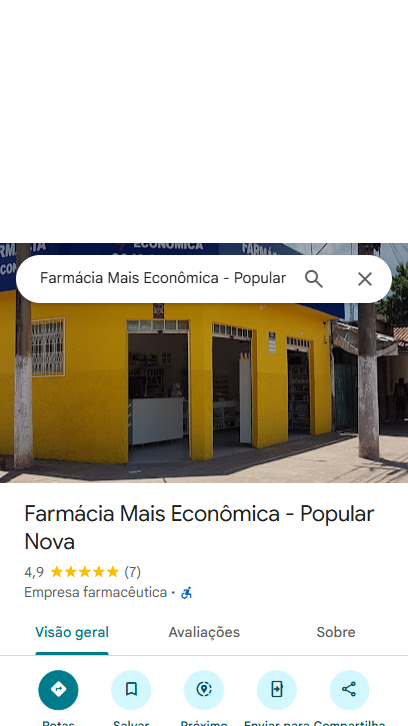 ECONÔMICA
Farmácia Mais Econômica - Popular
Farmácia Mais Econômica - Popular
Nova
4,9 (7)
Empresa farmacêutica ·
Visão geral
Avaliações
Sobre
Rotas
Salvar
Próximo
Enviar para
Compartilha